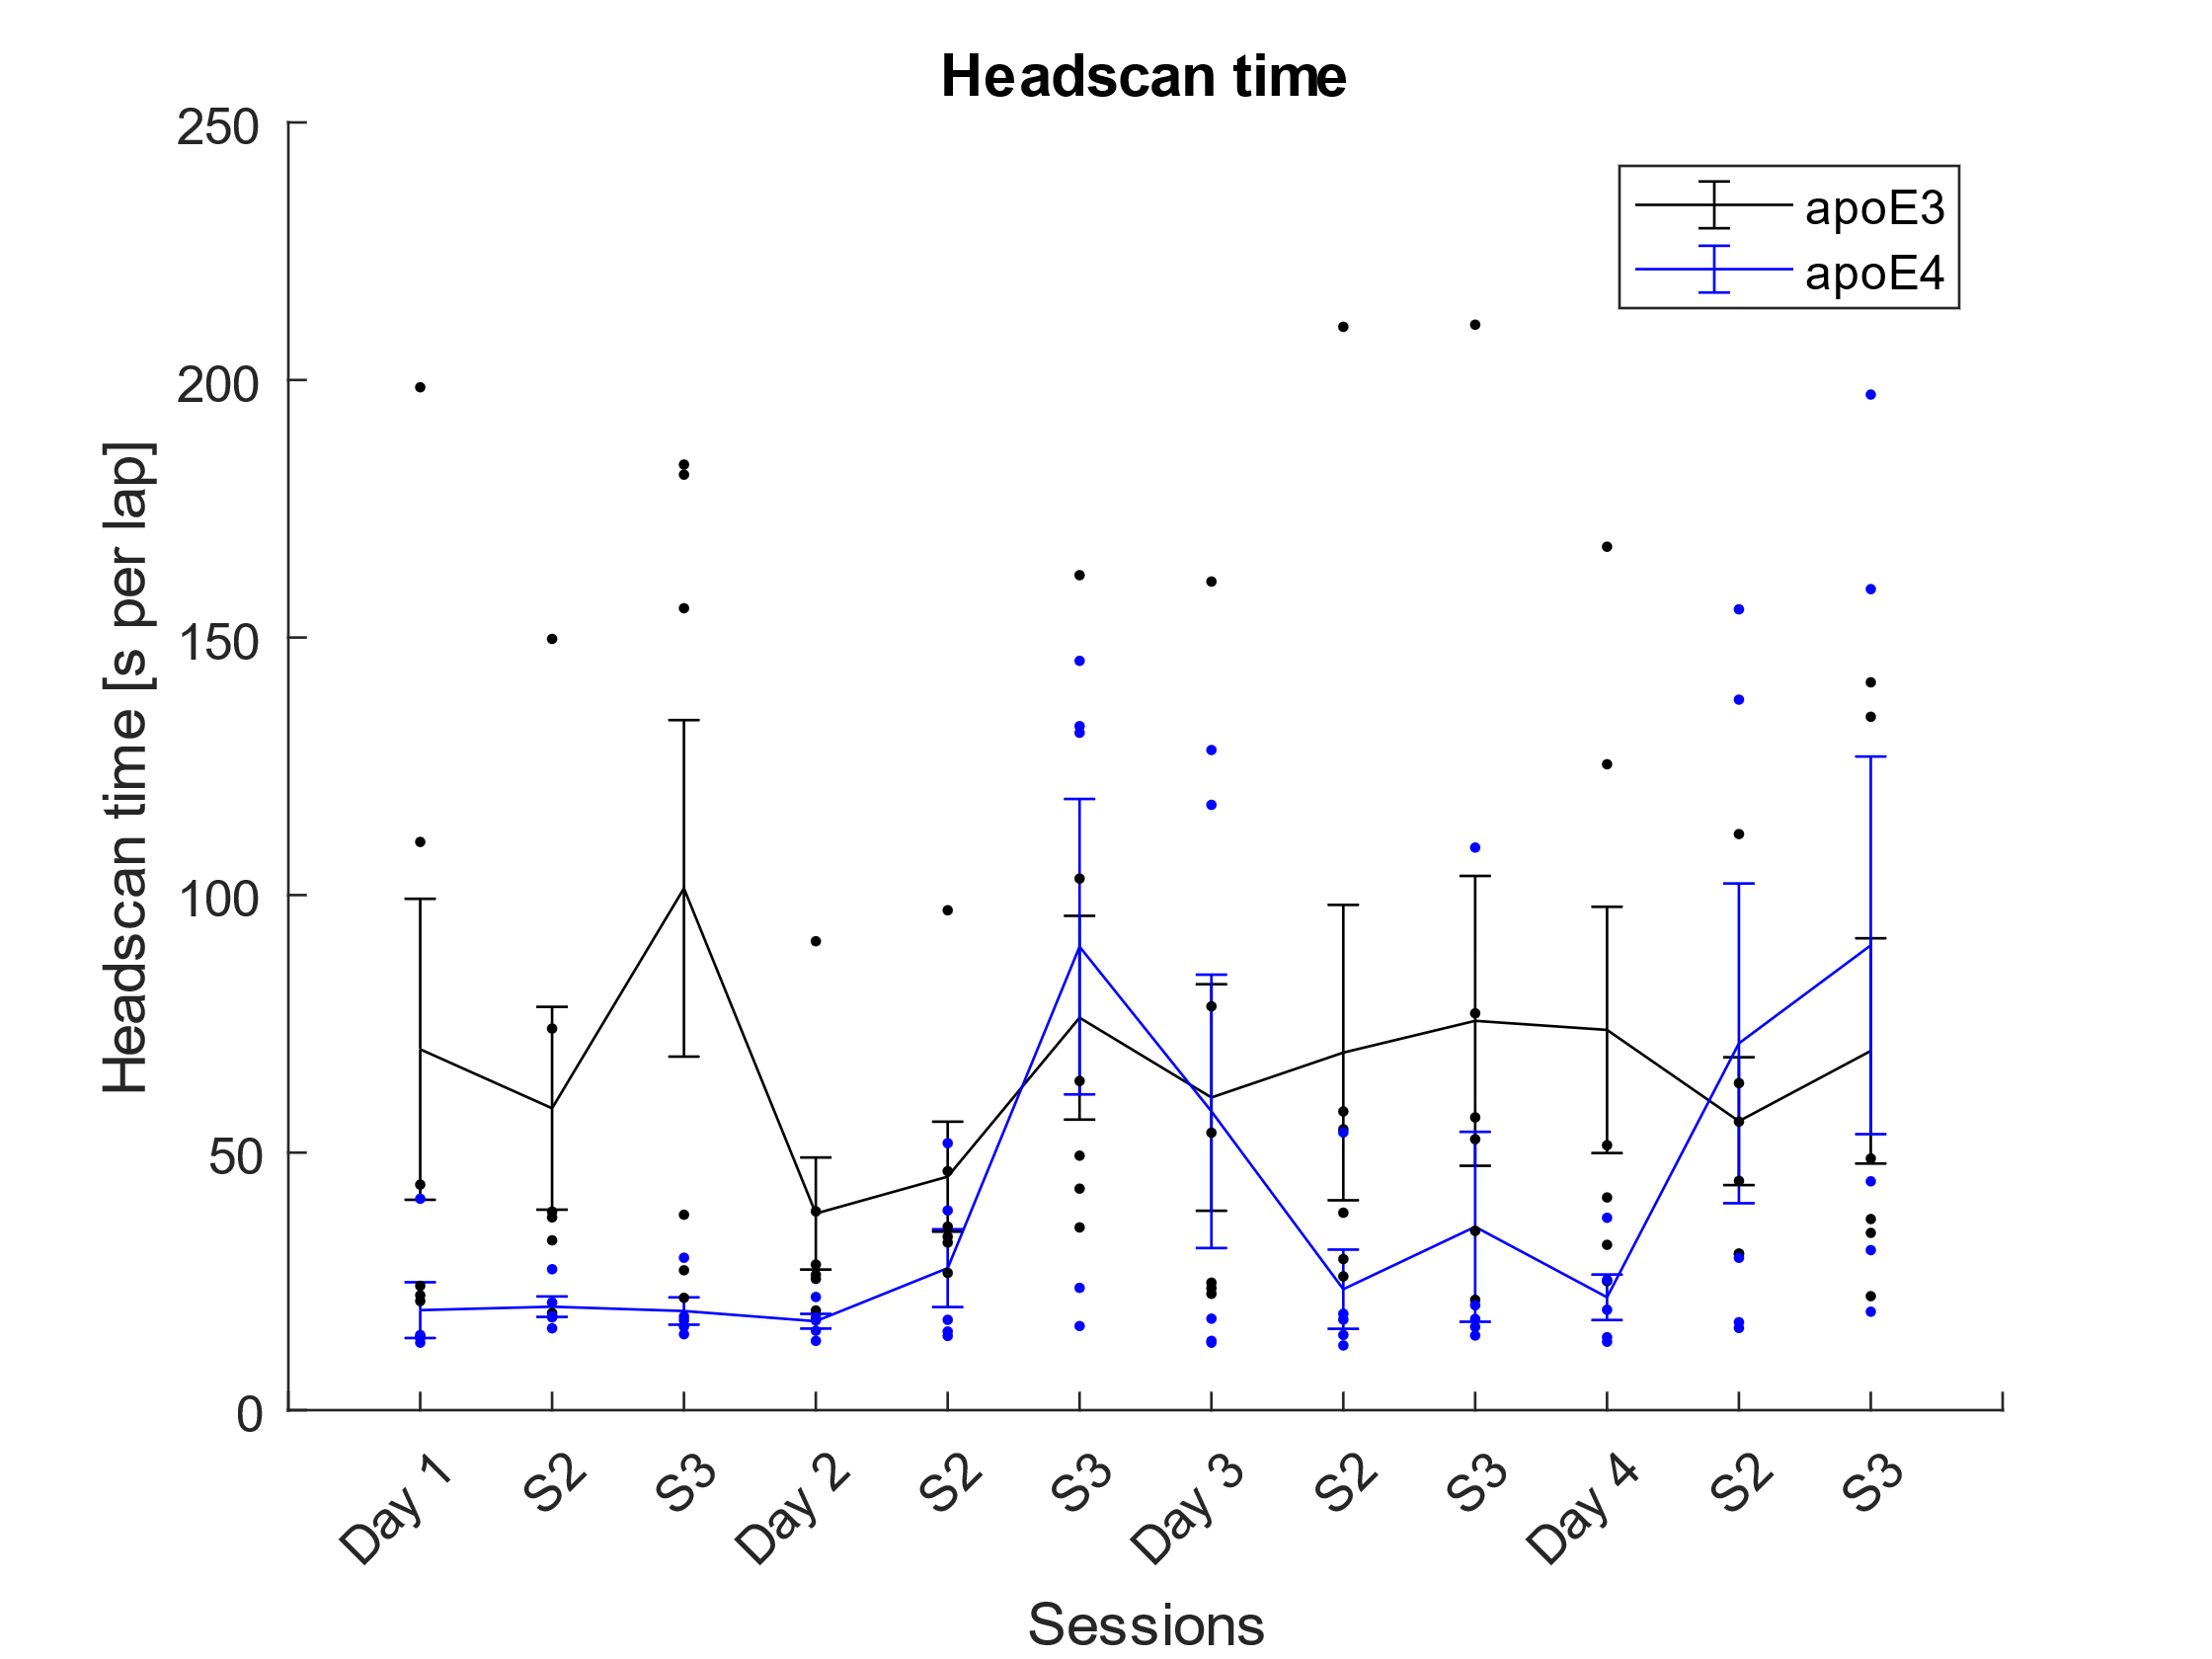 Headscan time
250
200
150
100
50
0
Headscan time [s per lap]
apoE3
apoE4
Day 1
S2
S3
Day 2
S2
S3
Day 3
S2
S3
Day 4
S2
S3
Sessions